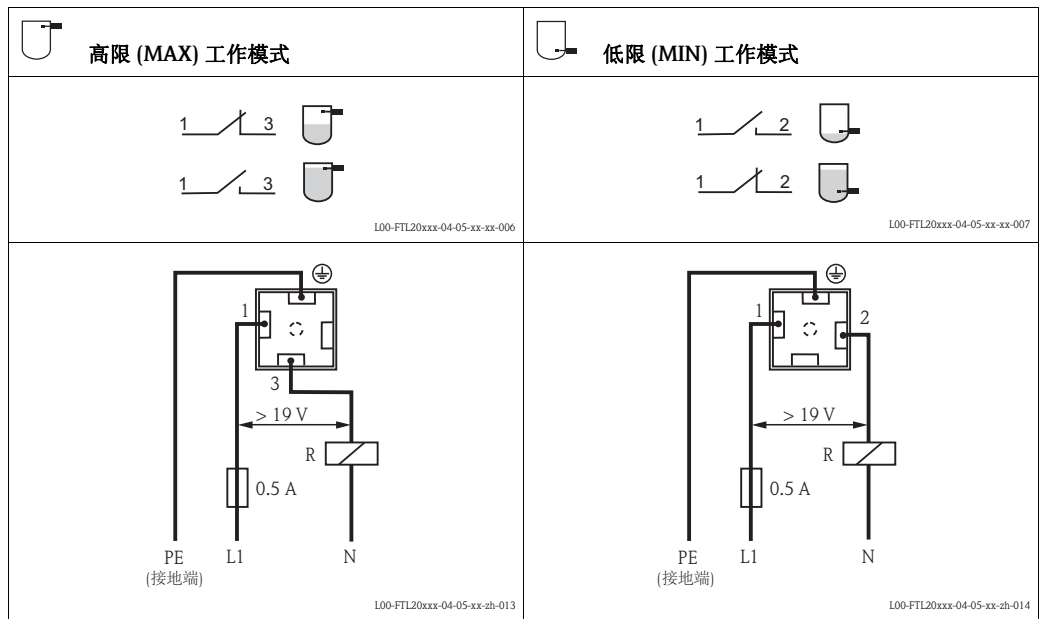 高限 (MAX) 工作模式
低限 (MIN) 工作模式
1 3
1 3
L00-FTL20xxx-04-05-xx-xx-006
1 2
1 2
L00-FTL20xxx-04-05-xx-xx-007
1
3
> 19 V
R
0.5 A
PE
(接地端)
L1
N
L00-FTL20xxx-04-05-xx-zh-013
1
2
> 19 V
R
0.5 A
PE
(接地端)
L1
N
L00-FTL20xxx-04-05-xx-zh-014